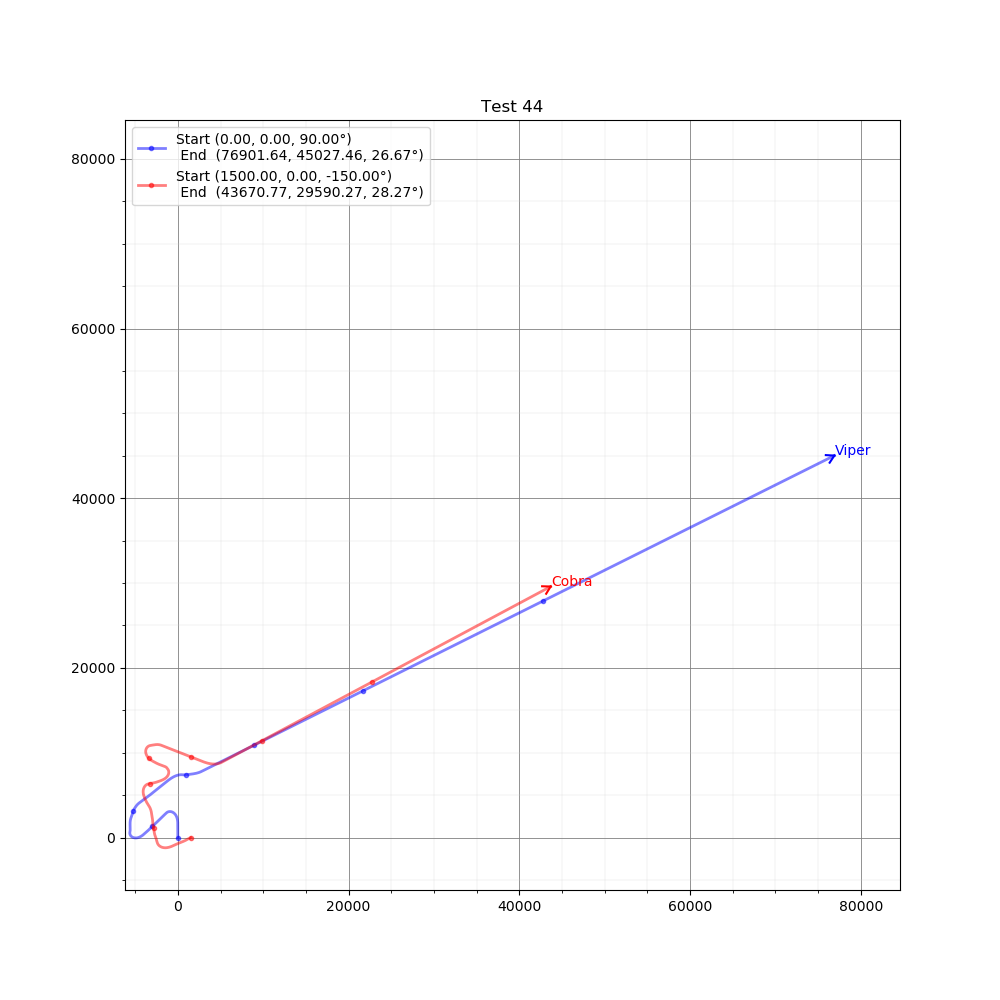 Test 44
Start (0.00, 0.00, 90.00°)
End  (76901.64, 45027.46, 26.67°)
Start (1500.00, 0.00, -150.00°)
End  (43670.77, 29590.27, 28.27°)
80000
60000
40000
20000
0
Viper
Cobra
0
20000
40000
60000
80000